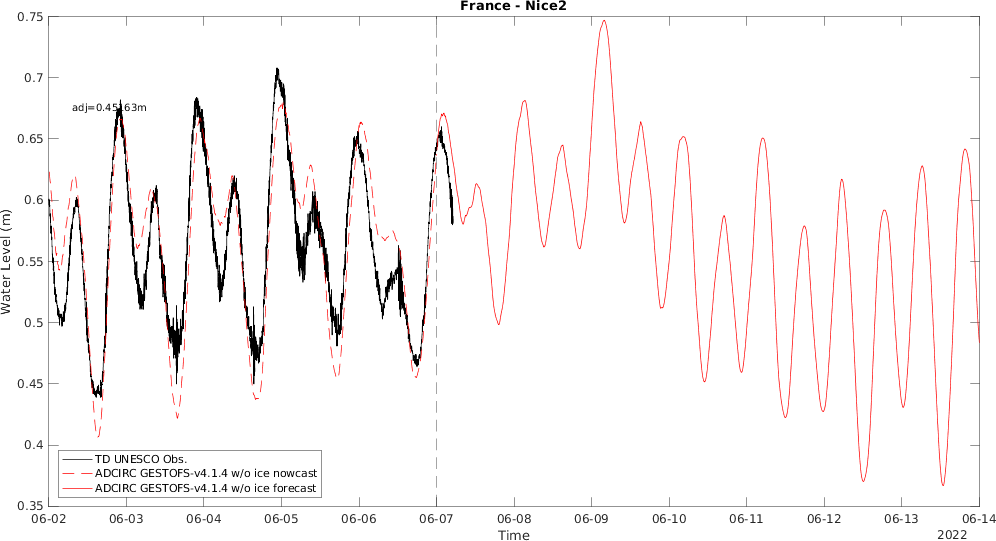 France - Nice2
0.75
0.7
0.65
0.6
0.55
0.5
0.45
0.4
0.35
Water Level (m)
adj=0.45163m
TD UNESCO Obs.
ADCIRC GESTOFS-v4.1.4 w/o ice nowcast
ADCIRC GESTOFS-v4.1.4 w/o ice forecast
06-02 06-03 06-04 06-05 06-06 06-07 06-08 06-09 06-10 06-11 06-12 06-13 06-14
Time
2022